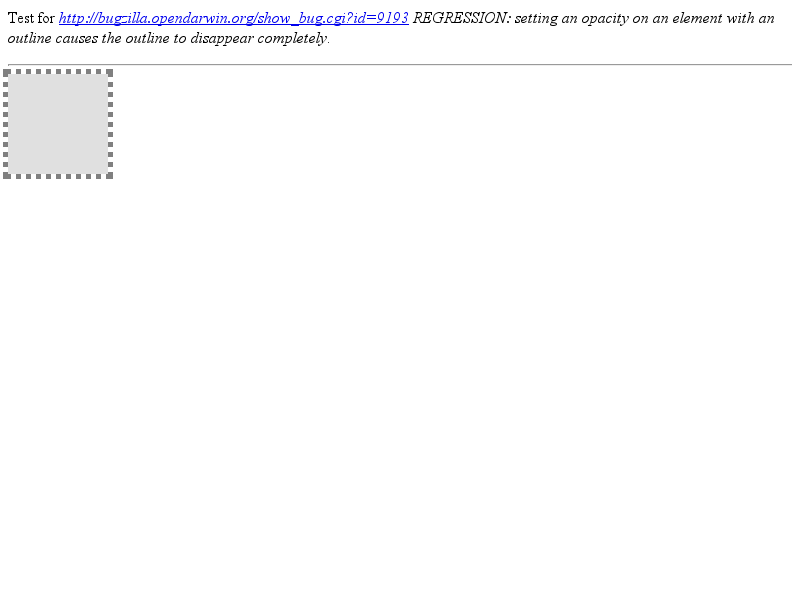 Test for http://bugzilla.opendarwin.org/show_bug.cgi?id=9193 REGRESSION: setting an opacity on an element with an
outline causes the outline to disappear completely.